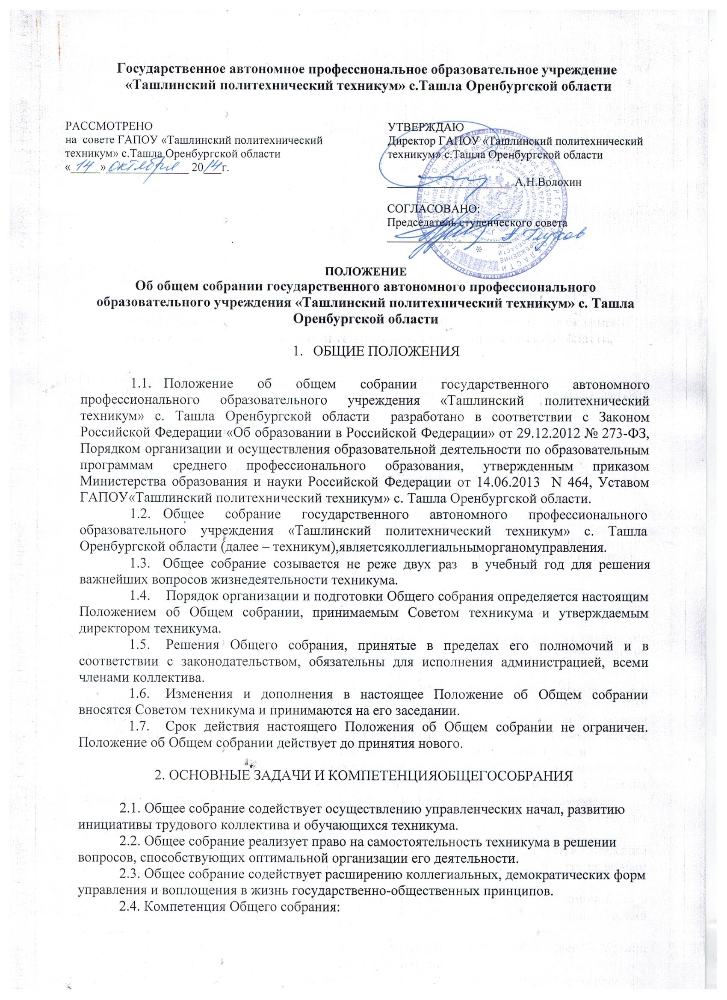 Государственное автономное профессиональное образовательное учреждение
«Ташлинский политехнический техникум» с.Ташла Оренбургской области
РАССМОТРЕНО
на совете ГАПОУ «Ташлинский политехнический
техникум» с.Ташла Оренбургской области
«14» октября 2014г.
УТВЕРЖДАЮ
Директор ГАПОУ «Ташлинский политехнический
техникум» с.Ташла Оренбургской области
А.Н.Волохин
СОГЛАСОВАНО:
Председатель студенческого совета
А Глухов
ПОЛОЖЕНИЕ
Об общем собрании государственного автономного профессионального
образовательного учреждения «Ташлинский политехнический техникум» с. Ташла
Оренбургской области
1. ОБЩИЕ ПОЛОЖЕНИЯ
1.1. Положение об общем собрании государственного автономного
профессионального образовательного учреждения «Ташлинский политехнический
техникум» с. Ташла Оренбургской области разработано в соответствии с Законом
Российской Федерации «Об образовании в Российской Федерации» от 29.12.2012 № 273-ФЗ,
Порядком организации и осуществления образовательной деятельности по образовательным
программам среднего профессионального образования, утвержденным приказом
Министерства образования и науки Российской Федерации от 14.06.2013 N 464, Уставом
ГАПОУ«Ташлинский политехнический техникум» с. Ташла Оренбургской области.
1.2. Общее собрание государственного автономного профессионального
образовательного учреждения «Ташлинский политехнический техникум» с. Ташла
Оренбургской области (далее – техникум),являетсяколлегиальныморганомуправления.
1.3. Общее собрание созывается не реже двух раз в учебный год для решения
важнейших вопросов жизнедеятельности техникума.
1.4. Порядок организации и подготовки Общего собрания определяется настоящим
Положением об Общем собрании, принимаемым Советом техникума и утверждаемым
директором техникума.
1.5. Решения Общего собрания, принятые в пределах его полномочий и в
соответствии с законодательством, обязательны для исполнения администрацией, всеми
членами коллектива.
1.6. Изменения и дополнения в настоящее Положение об Общем собрании
вносятся Советом техникума и принимаются на его заседании.
1.7. Срок действия настоящего Положения об Общем собрании не ограничен.
Положение об Общем собрании действует до принятия нового.
2. ОСНОВНЫЕ ЗАДАЧИ И КОМПЕТЕНЦИЯОБЩЕГОСОБРАНИЯ
2.1. Общее собрание содействует осуществлению управленческих начал, развитию
инициативы трудового коллектива и обучающихся техникума.
2.2. Общее собрание реализует право на самостоятельность техникума в решении
вопросов, способствующих оптимальной организации его деятельности.
2.3. Общее собрание содействует расширению коллегиальных, демократических форм
управления и воплощения в жизнь государственно-общественных принципов.
2.4. Компетенция Общего собрания: